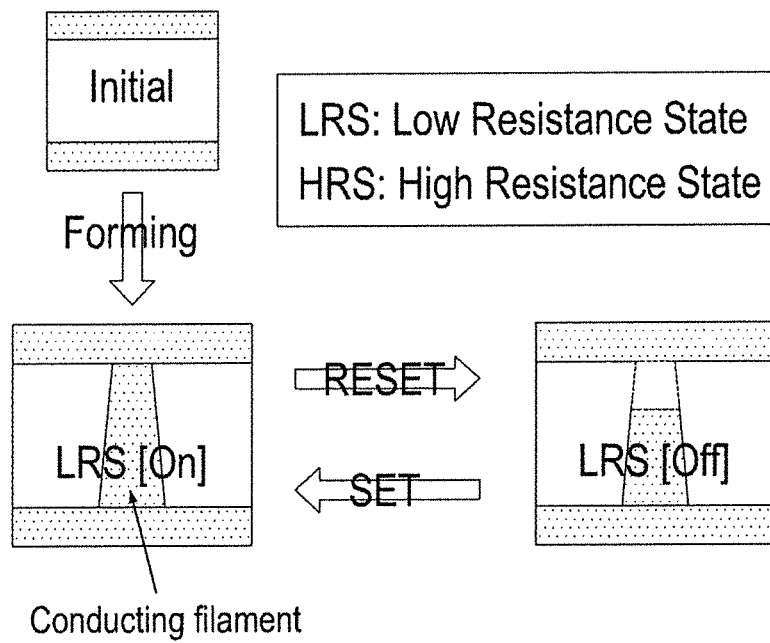 Initial
LRS: Low Resistance State
HRS: High Resistance State
Forming
RESET
LRS [On]
LRS [Off]
SET
Conducting filament